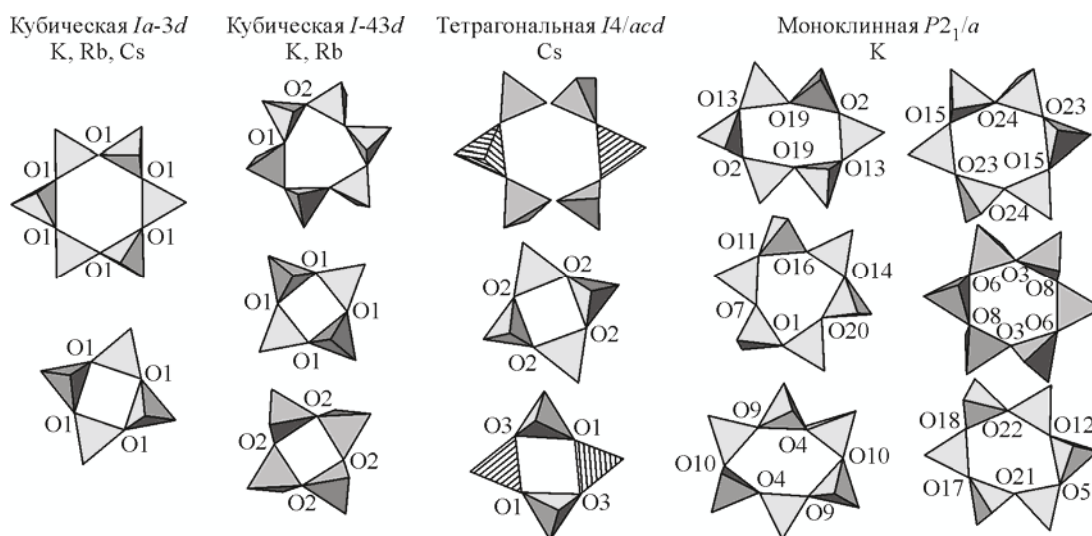 Кубическая Ia-3d
K, Rb, Cs
Кубическая I-43d
K, Rb
Тетрагональная I4/acd
Cs
Моноклинная P2₁/a
K
O1
O1
O1
O1
O1
O1
O1
O1
O1
O1
O2
O1
O1
O1
O1
O1
O2
O2
O2
O2
O2
O2
O2
O2
O3
O1
O1
O3
O13
O2
O19
O19
O2
O13
O11
O16
O14
O7
O1
O20
O9
O4
O10
O10
O4
O9
O23
O15
O24
O23
O15
O24
O3
O6
O8
O8
O6
O3
O18
O22
O12
O21
O17
O5